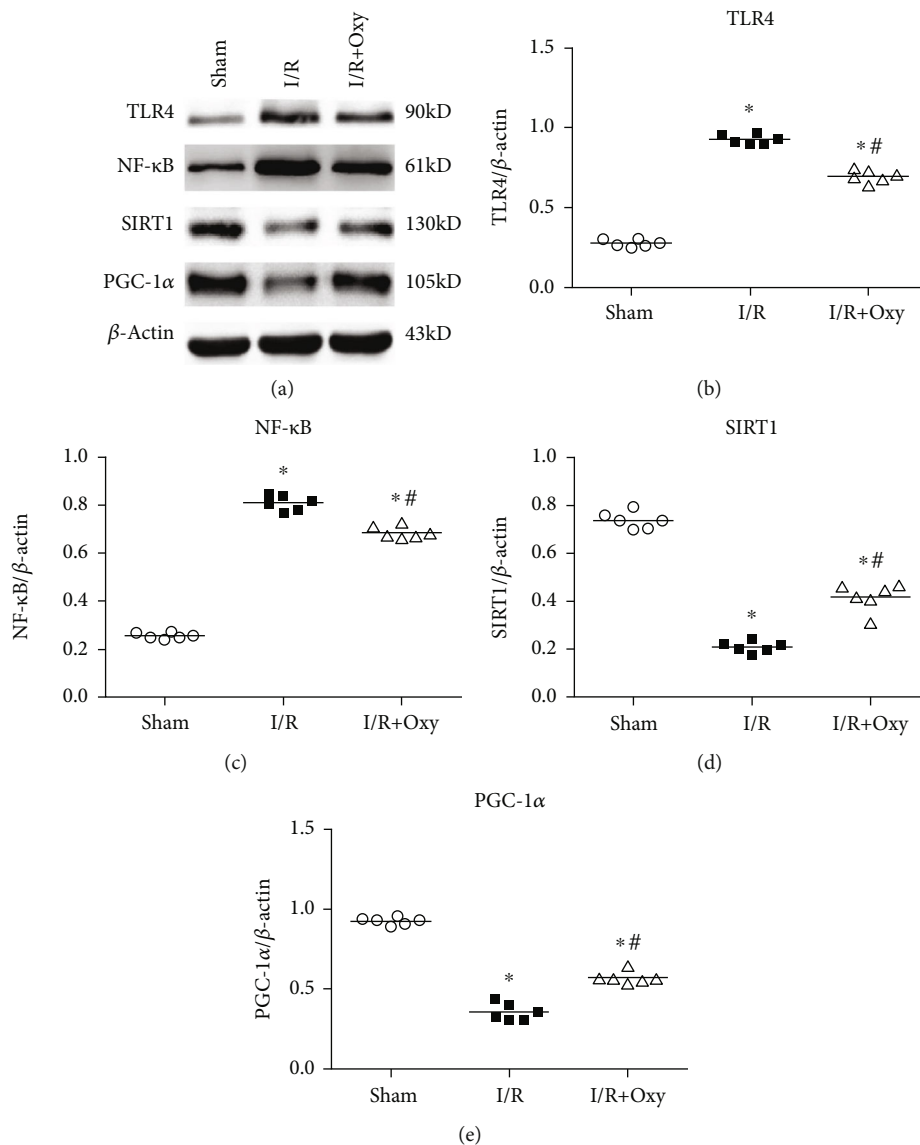 Sham I/R I/R+Oxy
TLR4 90kD
NF-κB 61kD
SIRT1 130kD
PGC-1α 105kD
β-Actin 43kD
(a)
TLR4
TLR4/β-actin
1.5
1.0
0.5
0.0
*
*#
Sham I/R I/R+Oxy
(b)
NF-κB
NF-κB/β-actin
1.0
0.8
0.6
0.4
0.2
0.0
*
*#
Sham I/R I/R+Oxy
(c)
SIRT1
SIRT1/β-actin
1.0
0.8
0.6
0.4
0.2
0.0
*
*#
Sham I/R I/R+Oxy
(d)
PGC-1α
PGC-1α/β-actin
1.5
1.0
0.5
0.0
*
*#
Sham I/R I/R+Oxy
(e)